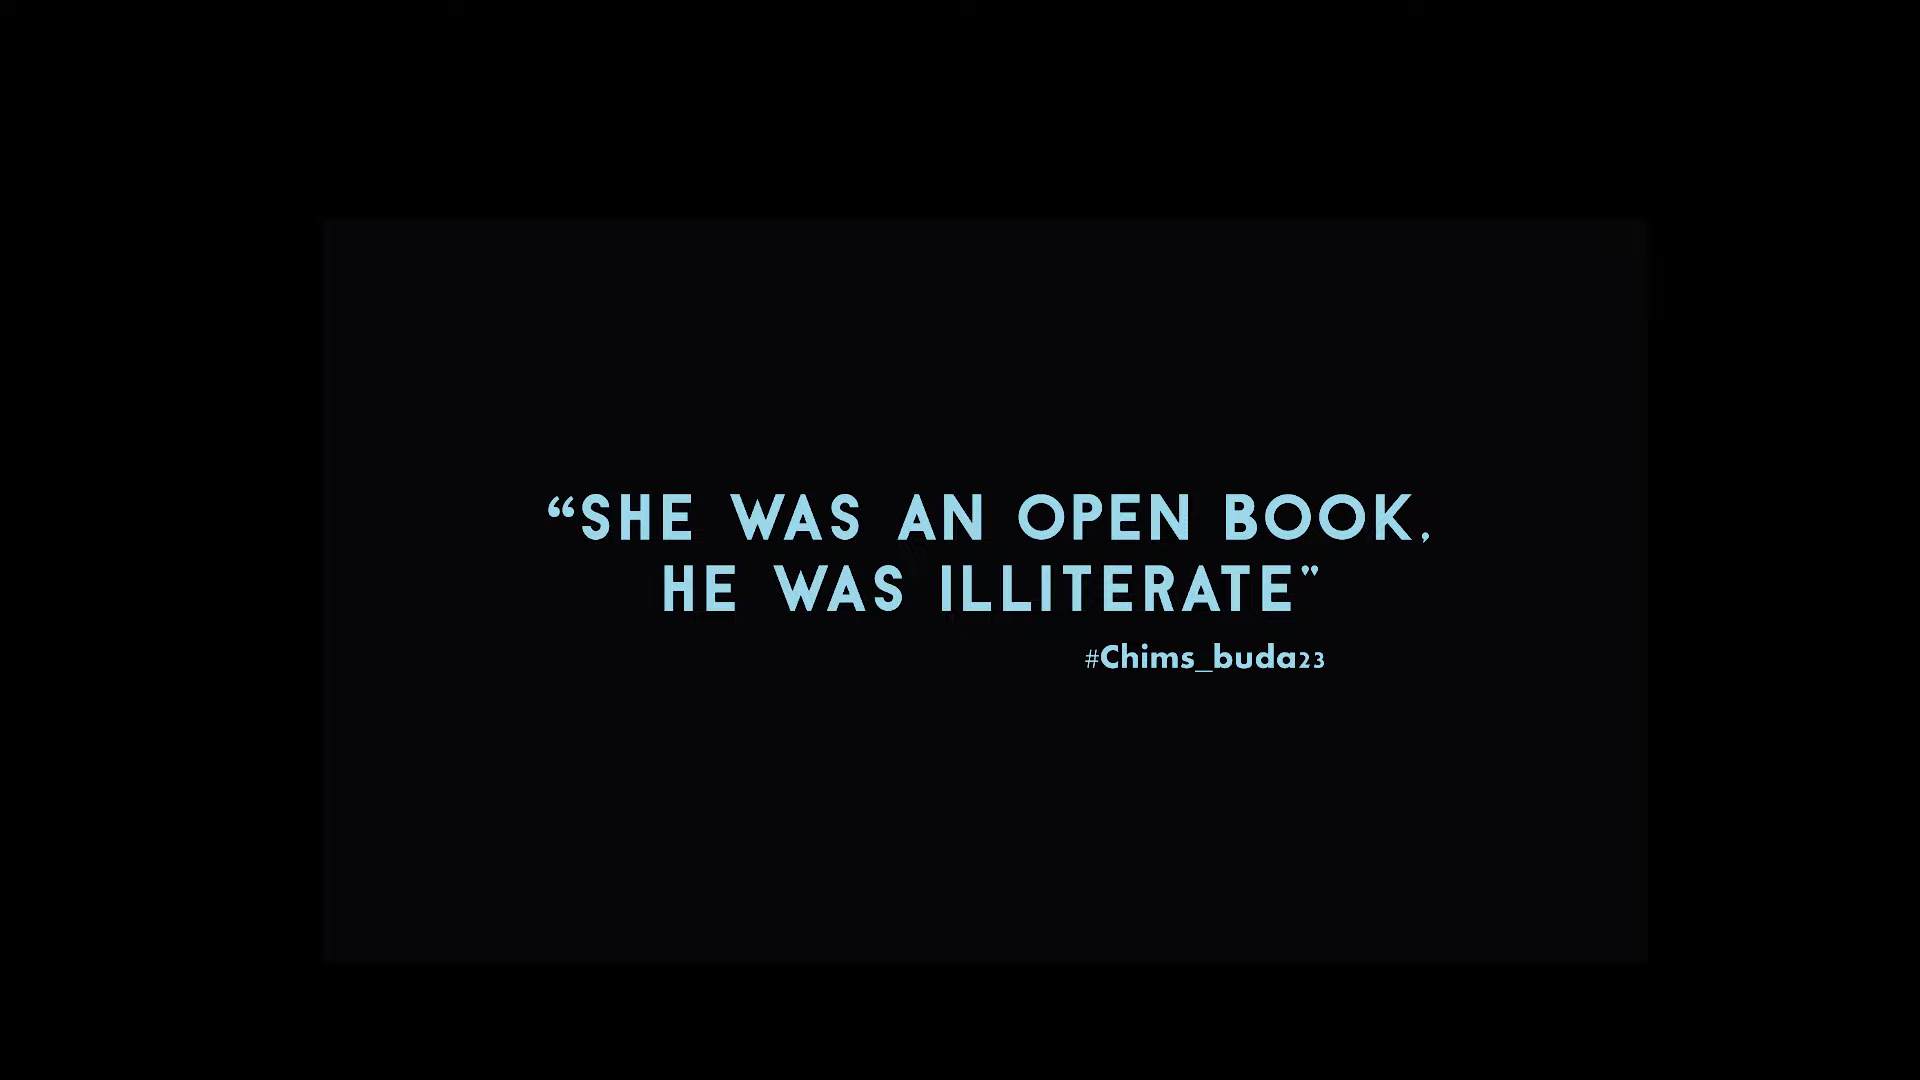 “SHE WAS AN OPEN BOOK,
HE WAS ILLITERATE”
#Chims_buda23